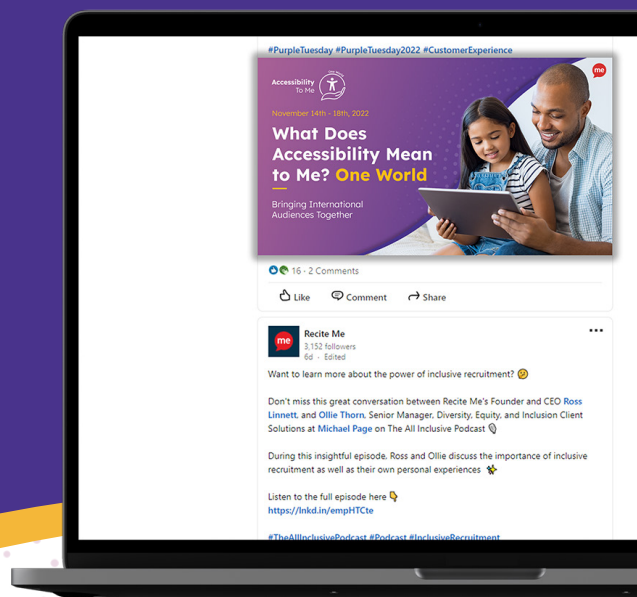 #PurpleTuesday #PurpleTuesday2022 #CustomerExperience
me
Accessibility
To Me
November 14th - 18th, 2022
What Does
Accessibility Mean
to Me? One World
Bringing International
Audiences Together
16 · 2 Comments
Like Comment Share
me
Recite Me
3,152 followers
6d · Edited
Want to learn more about the power of inclusive recruitment?
Don't miss this great conversation between Recite Me's Founder and CEO Ross
Linnett, and Ollie Thorn, Senior Manager, Diversity, Equity, and Inclusion Client
Solutions at Michael Page on The All Inclusive Podcast
During this insightful episode, Ross and Ollie discuss the importance of inclusive
recruitment as well as their own personal experiences
Listen to the full episode here
https://lnkd.in/empHTCte
#TheAllInclusivePodcast #Podcast #InclusiveRecruitment